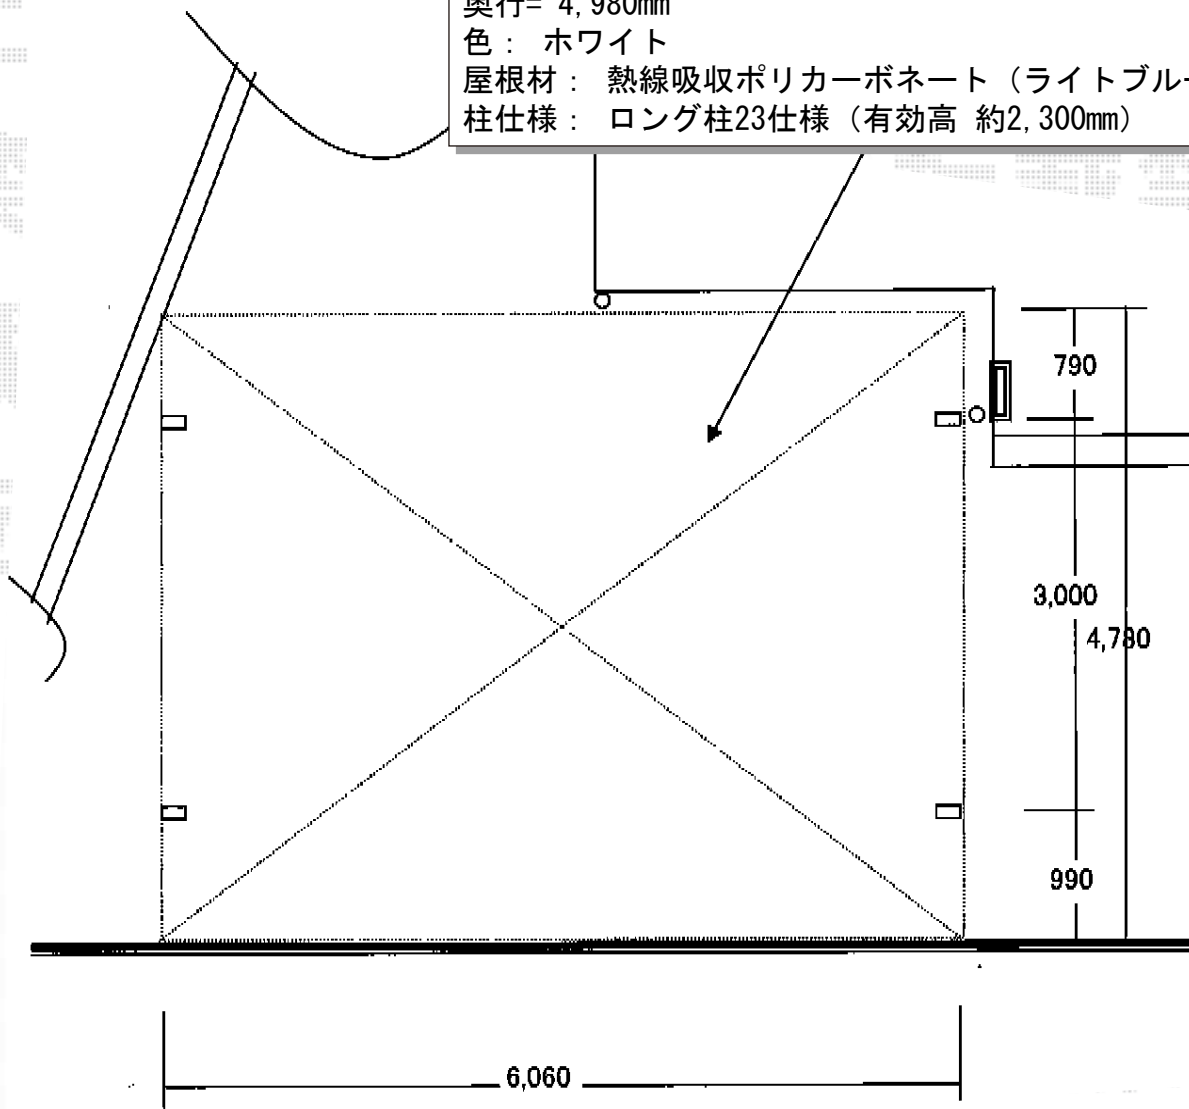 奥行= 4,980mm
色： ホワイト
屋根材： 熱線吸収ポリカーボネート（ライトブルー
柱仕様： ロング柱23仕様（有効高 約2,300mm）
790
3,000
4,780
990
6,060